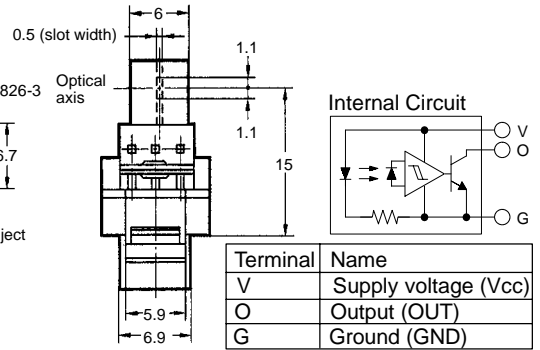 6
0.5 (slot width)
1.1
826-3
Optical
axis
1.1
Internal Circuit
V
O
G
6.7
15
ject
5.9
6.9
Terminal Name
V Supply voltage (Vcc)
O Output (OUT)
G Ground (GND)